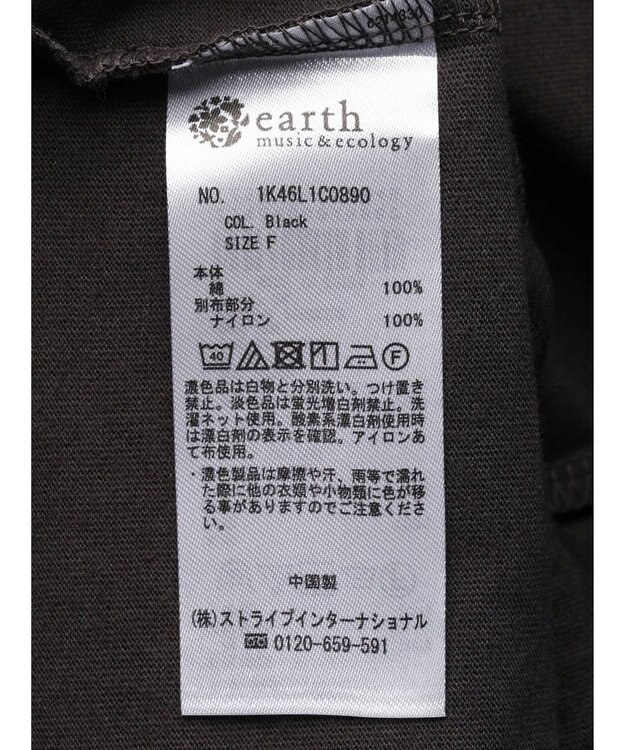 earth
music&ecology
NO. 1K46L1C0890
COL. Black
SIZE F
本体
綿 100%
別布部分
ナイロン 100%
40 F
濃色品は白物と分別洗い。つけ置き
禁止。淡色品は蛍光増白剤禁止。洗
濯ネット使用。酸素系漂白剤使用時
は漂白剤の表示を確認。アイロンあ
て布使用。
・濃色製品は摩擦や汗、雨等で濡れ
た際に他の衣類や小物類に色が移
る事がありますのでご注意くださ
い。
中国製
(株)ストライプインターナショナル
0120-659-591